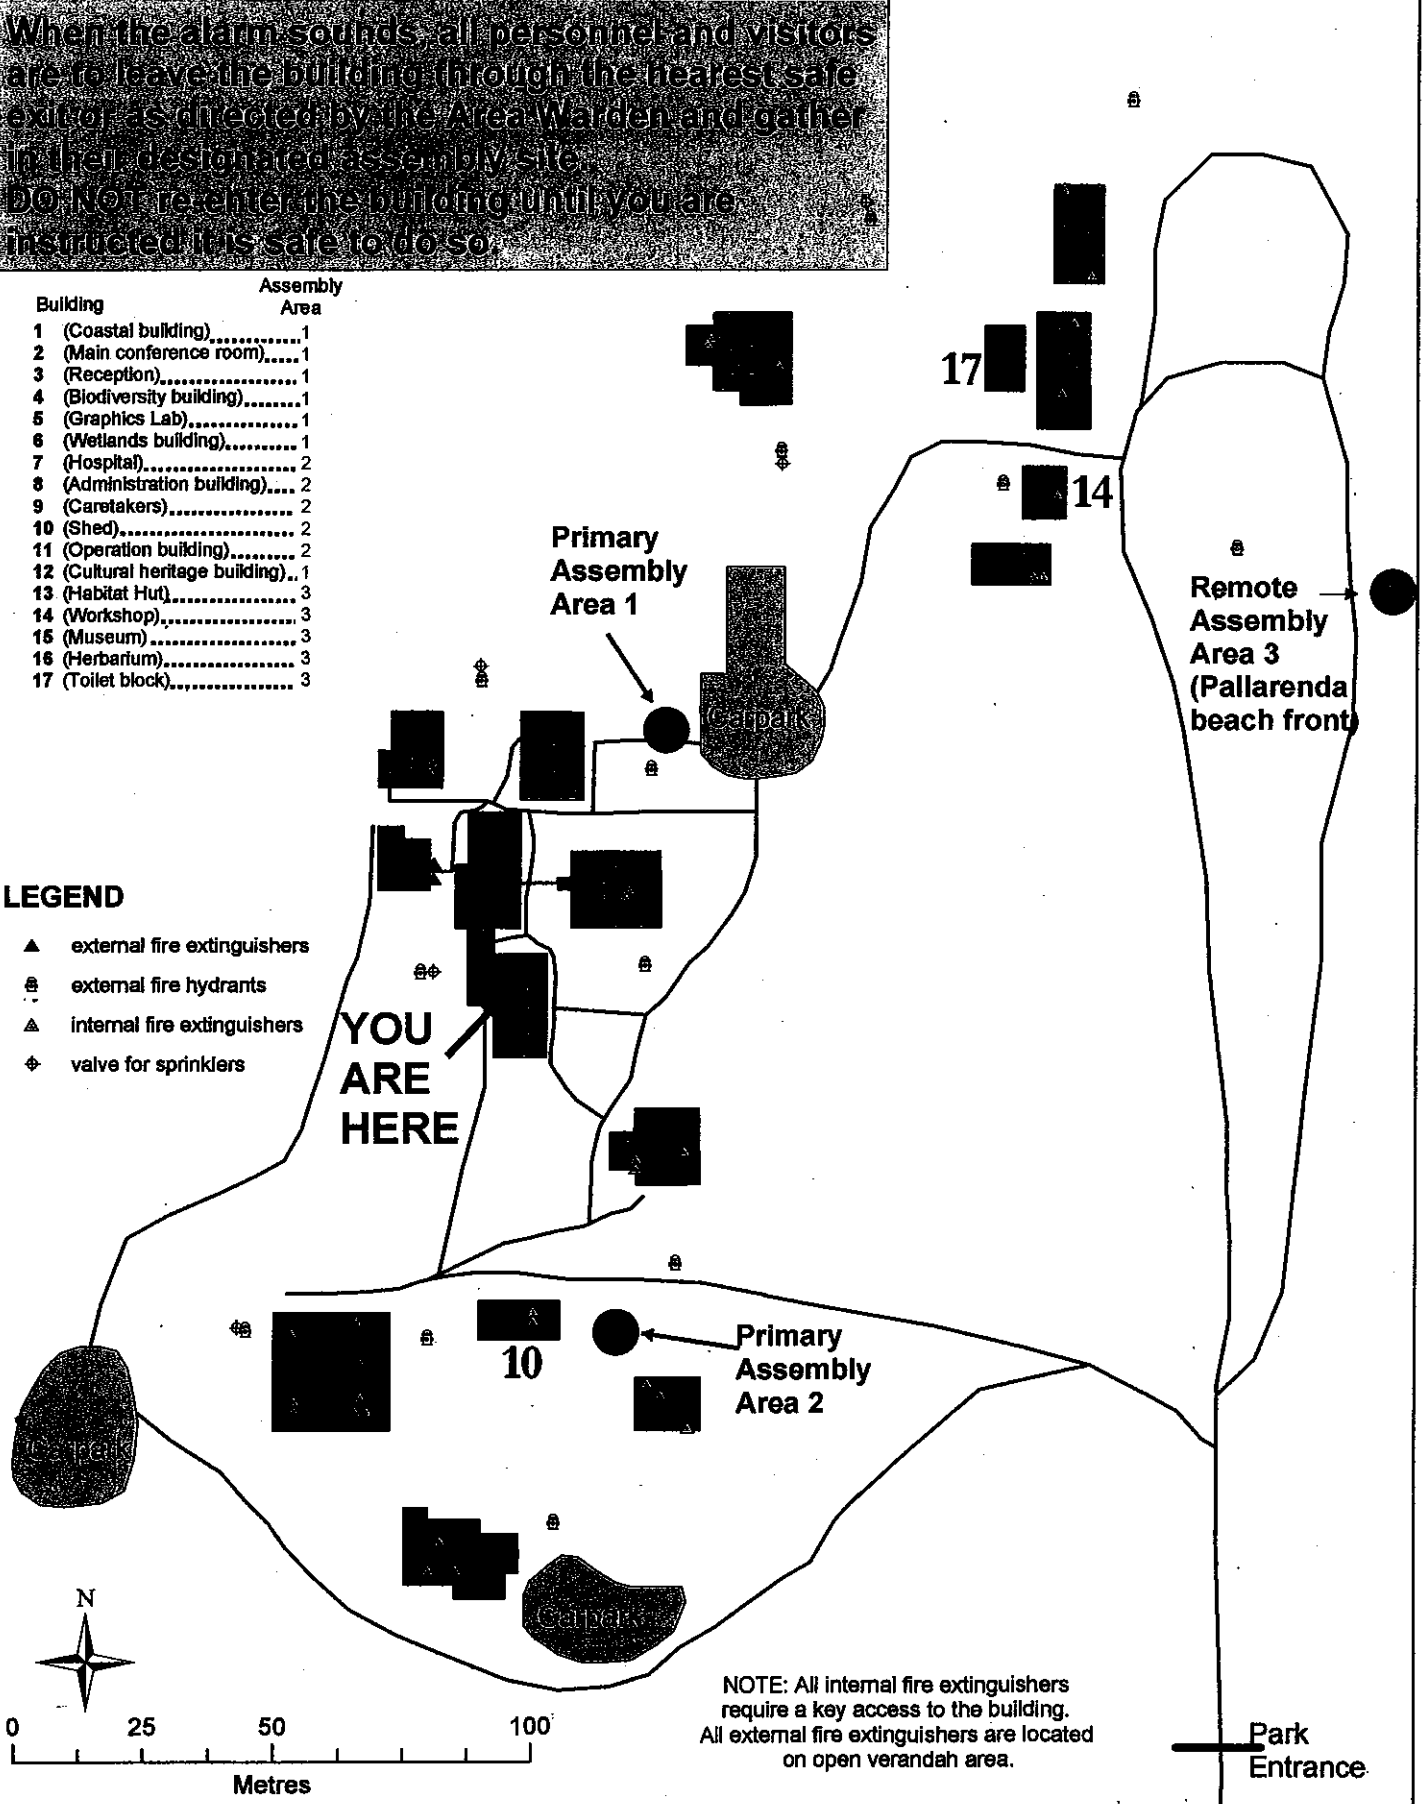 When the alarm sounds, all personnel and visitors
are to leave the building through the nearest safe
exit or as directed by the Area Warden and gather
in their designated assembly site.
DO NOT re-enter the building until you are
instructed it is safe to do so.
Building Assembly Area
1 (Coastal building).............1
2 (Main conference room).....1
3 (Reception)....................1
4 (Biodiversity building)........1
5 (Graphics Lab)................1
6 (Wetlands building)..........1
7 (Hospital)......................2
8 (Administration building)....2
9 (Caretakers)...................2
10 (Shed)..........................2
11 (Operation building).........2
12 (Cultural heritage building)..1
13 (Habitat Hut)...................3
14 (Workshop)....................3
15 (Museum)......................3
16 (Herbarium)...................3
17 (Toilet block)..................3
17
14
Primary
Assembly
Area 1
Remote
Assembly
Area 3
(Pallarenda
beach front)
Carpark
LEGEND
external fire extinguishers
external fire hydrants
internal fire extinguishers
valve for sprinklers
YOU
ARE
HERE
10
Primary
Assembly
Area 2
Carpark
Carpark
N
0 25 50 100
Metres
NOTE: All internal fire extinguishers
require a key access to the building.
All external fire extinguishers are located
on open verandah area.
Park
Entrance